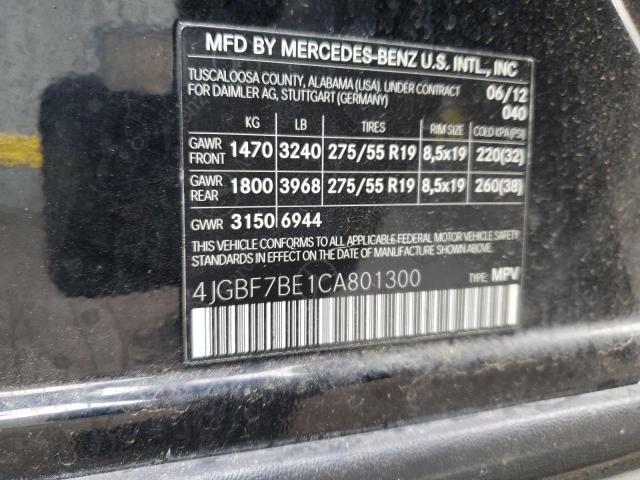 MFD BY MERCEDES-BENZ U.S. INTL., INC
TUSCALOOSA COUNTY, ALABAMA (USA). UNDER CONTRACT 06/12
FOR DAIMLER AG, STUTTGART (GERMANY) 040
KG LB TIRES RIM SIZE COLD KPA(PSI)
GAWR FRONT 1470 3240 275/55 R19 8,5x19 220(32)
GAWR REAR 1800 3968 275/55 R19 8,5x19 260(38)
GVWR 3150 6944
THIS VEHICLE CONFORMS TO ALL APPLICABLE FEDERAL MOTOR VEHICLE SAFETY
STANDARDS IN EFFECT ON THE DATE OF MANUFACTURE SHOWN ABOVE.
4JGBF7BE1CA801300 TYPE: MPV